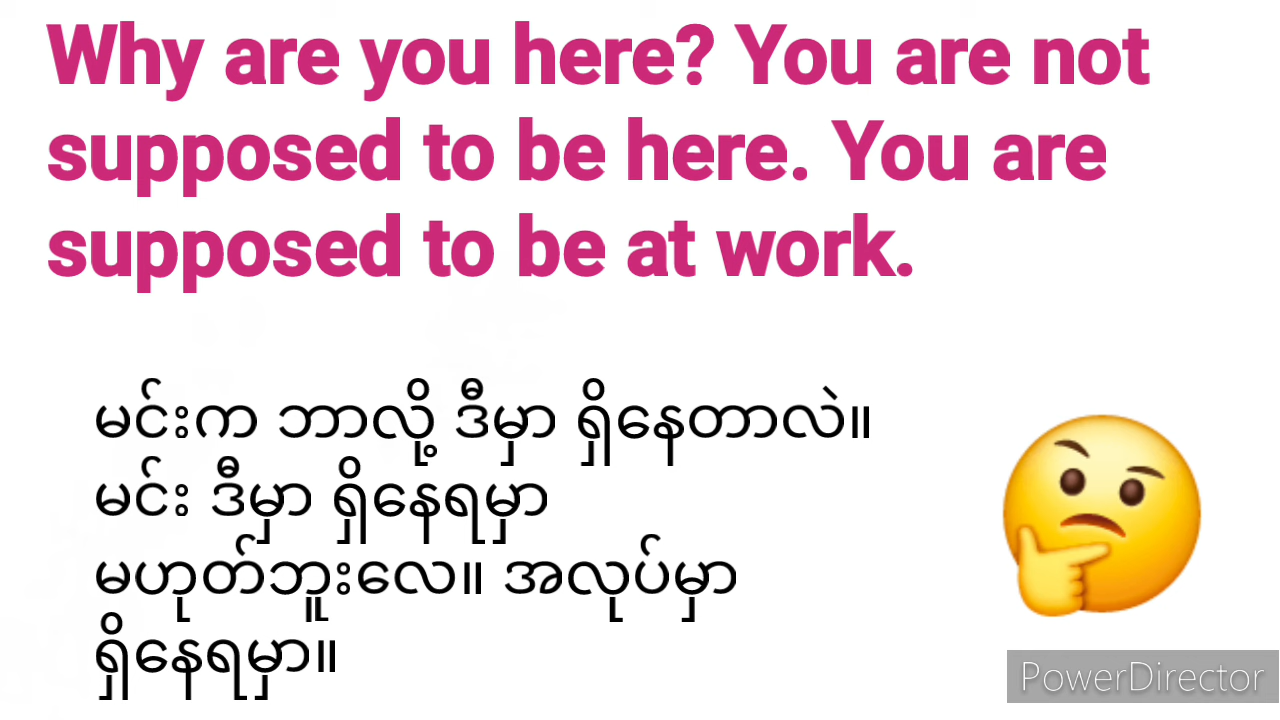 Why are you here? You are not
supposed to be here. You are
supposed to be at work.
မင်းက ဘာလို့ ဒီမှာ ရှိနေတာလဲ။
မင်း ဒီမှာ ရှိနေရမှာ
မဟုတ်ဘူးလေ။ အလုပ်မှာ
ရှိနေရမှာ။
PowerDirector